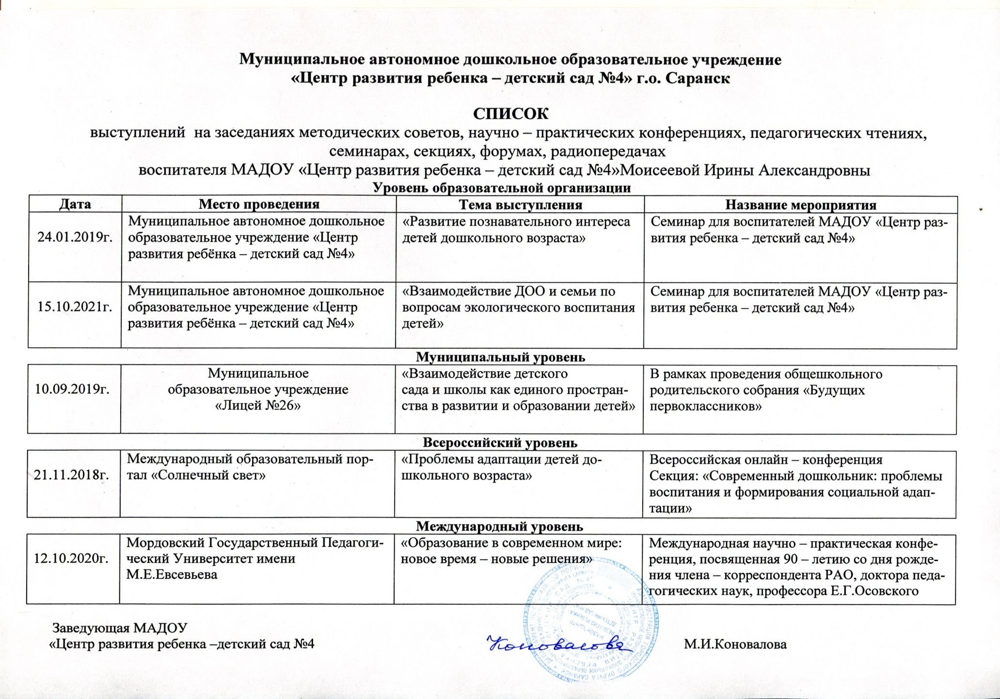 Муниципальное автономное дошкольное образовательное учреждение
«Центр развития ребенка – детский сад №4» г.о. Саранск
СПИСОК
выступлений  на заседаниях методических советов, научно – практических конференциях, педагогических чтениях,
семинарах, секциях, форумах, радиопередачах
воспитателя МАДОУ «Центр развития ребенка – детский сад №4»Моисеевой Ирины Александровны
Уровень образовательной организации
Дата
Место проведения
Тема выступления
Название мероприятия
24.01.2019г.
Муниципальное автономное дошкольное
образовательное учреждение «Центр
развития ребёнка – детский сад №4»
«Развитие познавательного интереса
детей дошкольного возраста»
Семинар для воспитателей МАДОУ «Центр раз-
вития ребенка – детский сад №4»
15.10.2021г.
Муниципальное автономное дошкольное
образовательное учреждение «Центр
развития ребёнка – детский сад №4»
«Взаимодействие ДОО и семьи по
вопросам экологического воспитания
детей»
Семинар для воспитателей МАДОУ «Центр раз-
вития ребенка – детский сад №4»
Муниципальный уровень
10.09.2019г.
Муниципальное
образовательное учреждение
«Лицей №26»
«Взаимодействие детского
сада и школы как единого простран-
ства в развитии и образовании детей»
В рамках проведения общешкольного
родительского собрания «Будущих
первоклассников»
Всероссийский уровень
21.11.2018г.
Международный образовательный пор-
тал «Солнечный свет»
«Проблемы адаптации детей до-
школьного возраста»
Всероссийская онлайн – конференция
Секция: «Современный дошкольник: проблемы
воспитания и формирования социальной адап-
тации»
Международный уровень
12.10.2020г.
Мордовский Государственный Педагоги-
ческий Университет имени
М.Е.Евсевьева
«Образование в современном мире:
новое время – новые решения»
Международная научно – практическая конфе-
ренция, посвященная 90 – летию со дня рожде-
ния члена – корреспондента РАО, доктора педа-
гогических наук, профессора Е.Г.Осовского
Заведующая МАДОУ
«Центр развития ребенка –детский сад №4
Коновалова
М.И.Коновалова
МАДОУ "ЦЕНТР
РАЗВИТИЯ РЕБЕНКА -
ДЕТСКИЙ САД №4"